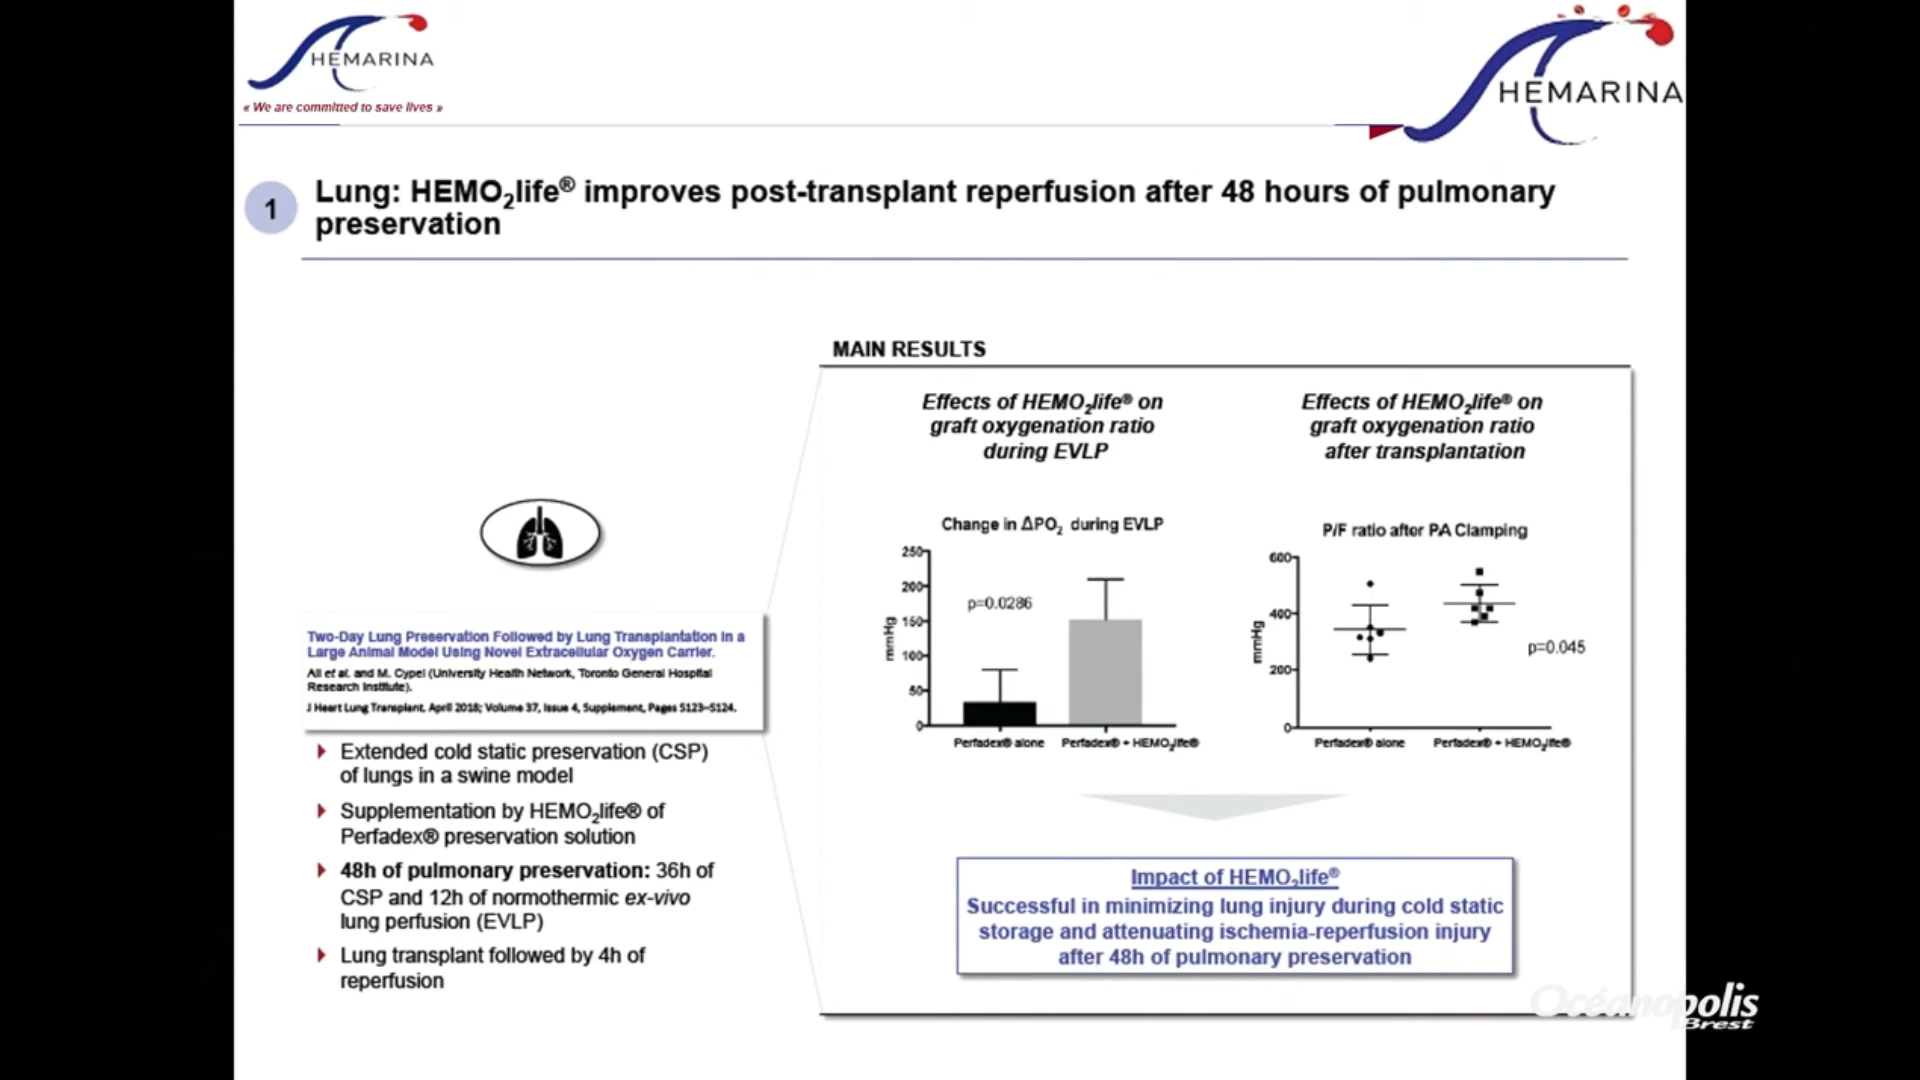 HEMARINA
« We are committed to save lives »
HEMARINA
1
Lung: HEMO2life® improves post-transplant reperfusion after 48 hours of pulmonary
preservation
Two-Day Lung Preservation Followed by Lung Transplantation in a
Large Animal Model Using Novel Extracellular Oxygen Carrier.
Ali et al. and M. Cypel (University Health Network, Toronto General Hospital
Research Institute).
J Heart Lung Transplant. April 2018; Volume 37, Issue 4, Supplement, Pages S123–S124.
Extended cold static preservation (CSP)
of lungs in a swine model
Supplementation by HEMO2life® of
Perfadex® preservation solution
48h of pulmonary preservation: 36h of
CSP and 12h of normothermic ex-vivo
lung perfusion (EVLP)
Lung transplant followed by 4h of
reperfusion
MAIN RESULTS
Effects of HEMO2life® on
graft oxygenation ratio
during EVLP
Change in ΔPO2 during EVLP
250
200
150
100
50
0
mmHg
p=0.0286
Perfadex® alone
Perfadex® + HEMO2life®
Effects of HEMO2life® on
graft oxygenation ratio
after transplantation
P/F ratio after PA Clamping
600
400
200
0
mmHg
p=0.045
Perfadex® alone
Perfadex® + HEMO2life®
Impact of HEMO2life®
Successful in minimizing lung injury during cold static
storage and attenuating ischemia-reperfusion injury
after 48h of pulmonary preservation
Océanopolis
Brest